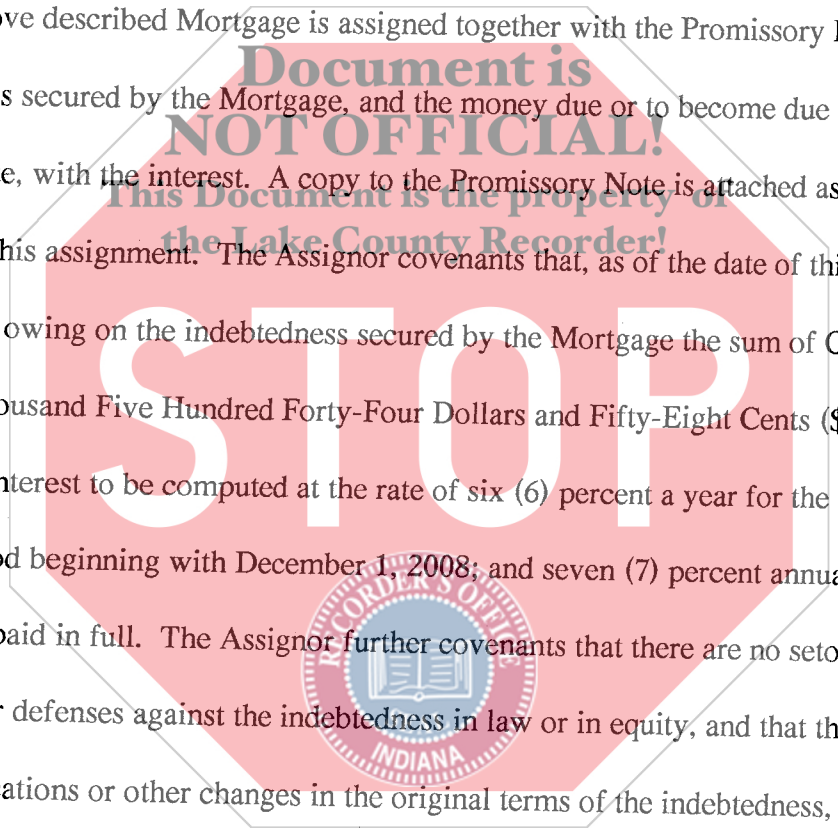 ve described Mortgage is assigned together with the Promissory
Document is
s secured by the Mortgage, and the money due or to become due
NOT OFFICIAL!
e, with the interest. A copy to the Promissory Note is attached as
This Document is the property of
the Lake County Recorder!
his assignment. The Assignor covenants that, as of the date of thi
owing on the indebtedness secured by the Mortgage the sum of
STOP
ousand Five Hundred Forty-Four Dollars and Fifty-Eight Cents ($
nterest to be computed at the rate of six (6) percent a year for the
d beginning with December 1, 2008; and seven (7) percent annua
RECORDER'S OFFICE
paid in full. The Assignor further covenants that there are no seto
defenses against the indebtedness in law or in equity, and that th
INDIANA
ations or other changes in the original terms of the indebtedness,